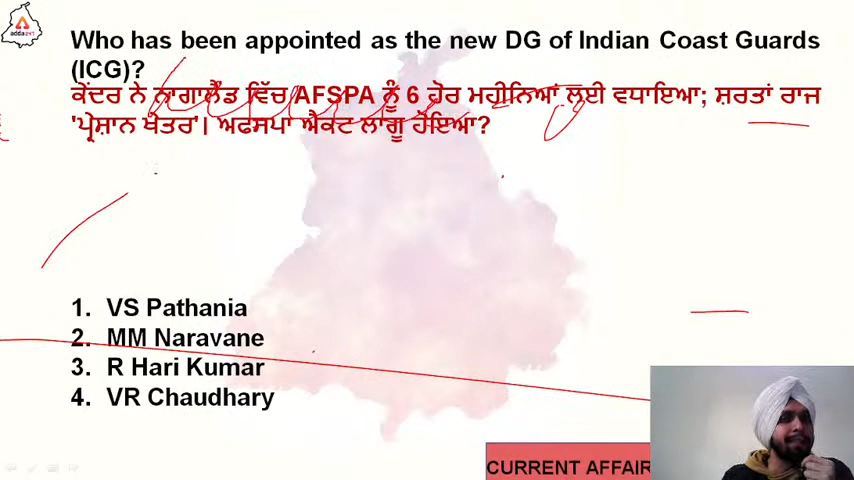 adda247
Who has been appointed as the new DG of Indian Coast Guards
(ICG)?
ਕੇਂਦਰ ਨੇ ਨਾਗਾਲੈਂਡ ਵਿੱਚ AFSPA ਨੂੰ 6 ਹੋਰ ਮਹੀਨਿਆਂ ਲਈ ਵਧਾਇਆ; ਸ਼ਰਤਾਂ ਰਾਜ
'ਪ੍ਰੇਸ਼ਾਨ ਖੇਤਰ'। ਅਫਸਪਾ ਐਕਟ ਲਾਗੂ ਹੋਇਆ?
1. VS Pathania
2. MM Naravane
3. R Hari Kumar
4. VR Chaudhary
CURRENT AFFAIR